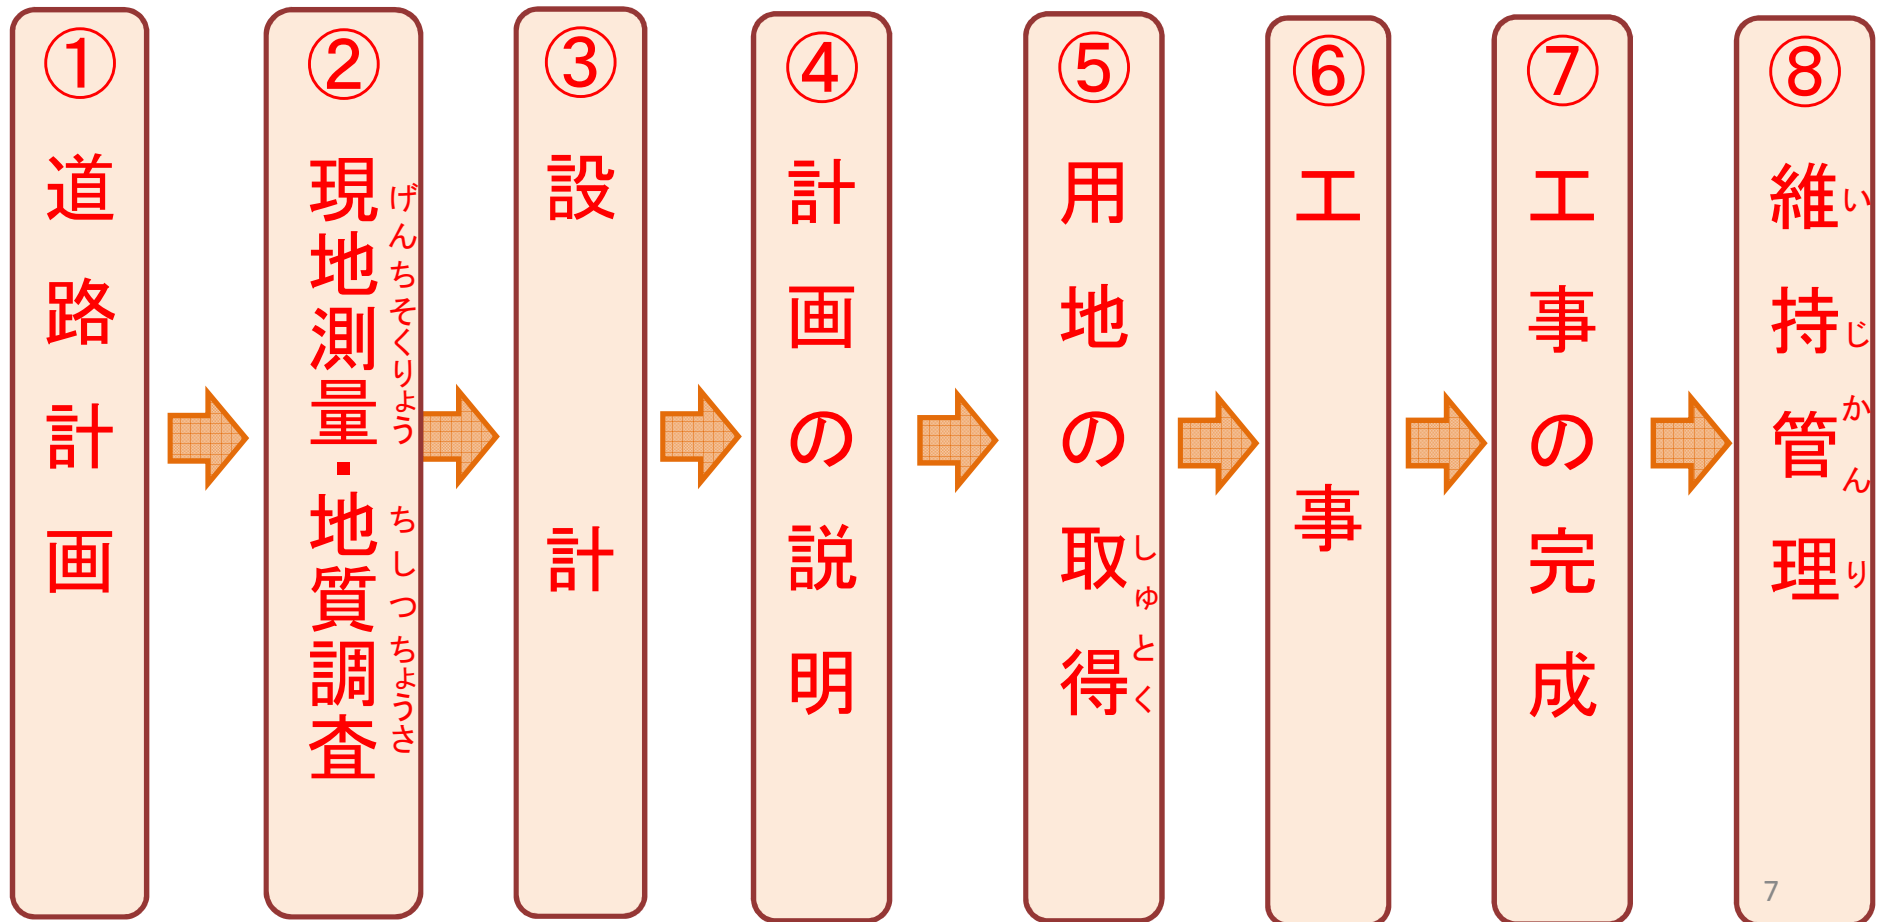 ①道路計画
②現地測量・地質調査
げんちそくりょう
ちしつちょうさ
③設計
④計画の説明
⑤用地の取得
しゅとく
⑥工事
⑦工事の完成
⑧維持管理
いじかんり
7